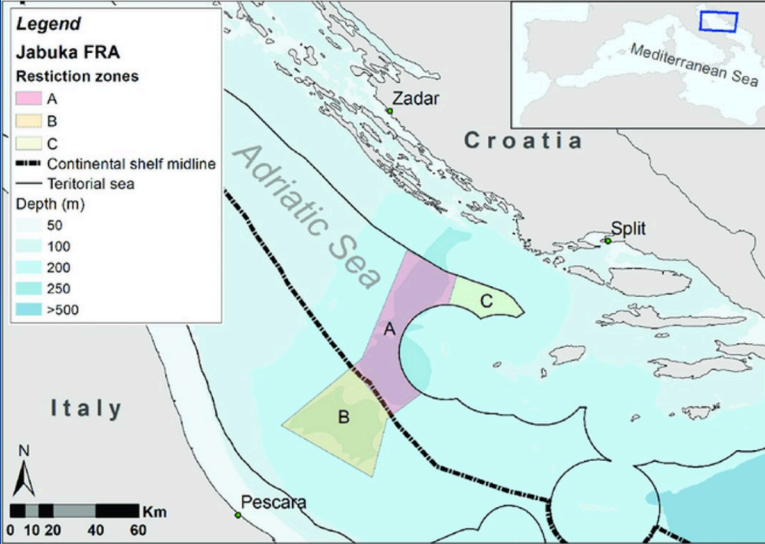 Legend
Jabuka FRA
Restiction zones
A
B
C
Continental shelf midline
Teritorial sea
Depth (m)
50
100
200
250
>500
Mediterranean Sea
Zadar
Croatia
Adriatic Sea
Split
C
A
B
Italy
N
Pescara
Km
0 10 20 40 60